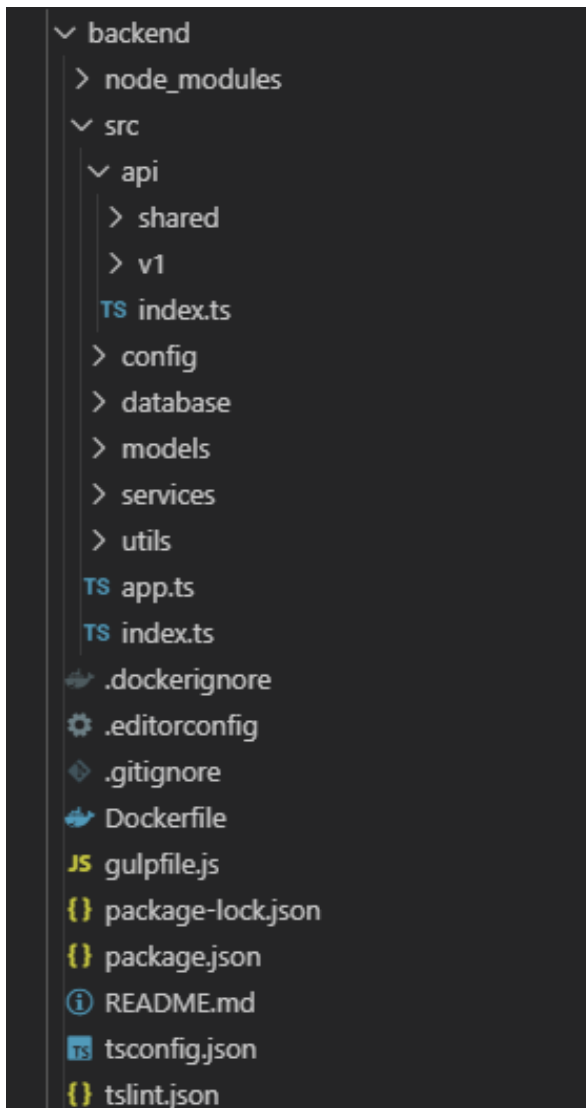 backend
node_modules
src
api
shared
v1
TS index.ts
config
database
models
services
utils
TS app.ts
TS index.ts
.dockerignore
.editorconfig
.gitignore
Dockerfile
JS gulpfile.js
{} package-lock.json
{} package.json
README.md
TS tsconfig.json
{} tslint.json